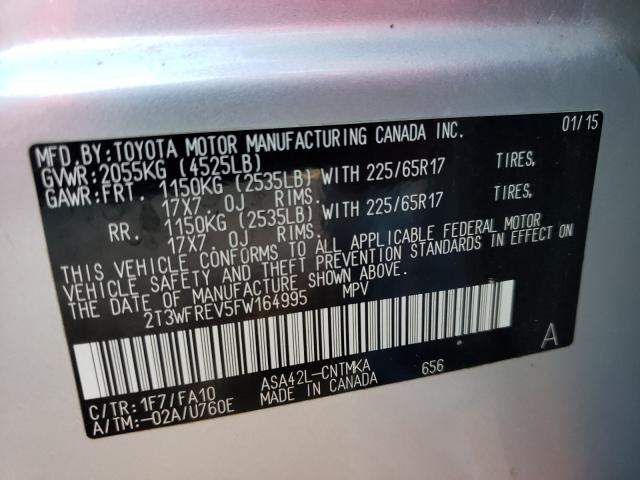 01/15
MFD.BY:TOYOTA MOTOR MANUFACTURING CANADA INC.
GVWR:2055KG (4525LB)
GAWR:FRT. 1150KG (2535LB) WITH 225/65R17 TIRES,
17X7. 0J RIMS.
RR. 1150KG (2535LB) WITH 225/65R17 TIRES,
17X7. 0J RIMS.
THIS VEHICLE CONFORMS TO ALL APPLICABLE FEDERAL MOTOR
VEHICLE SAFETY AND THEFT PREVENTION STANDARDS IN EFFECT ON
THE DATE OF MANUFACTURE SHOWN ABOVE.
2T3WFREV5FW164995 MPV
A
C/TR: 1F7/FA10 ASA42L-CNTMKA 656
A/TM:-02A/U760E MADE IN CANADA